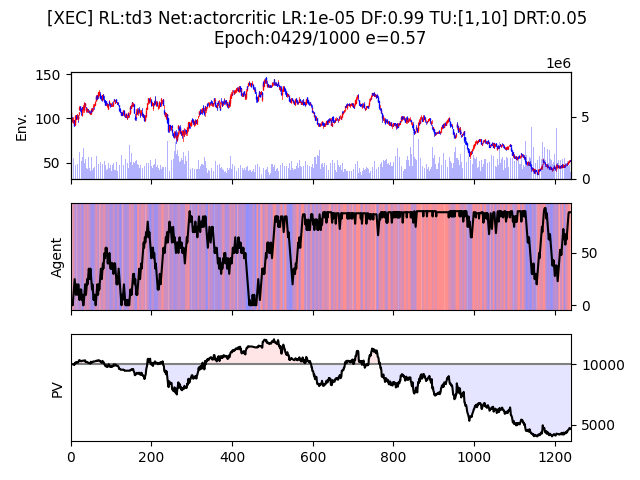 [XEC] RL:td3 Net:actorcritic LR:1e-05 DF:0.99 TU:[1,10] DRT:0.05
Epoch:0429/1000 e=0.57
1e6
150
100
50
Env.
5
0
Agent
50
0
PV
10000
5000
0 200 400 600 800 1000 1200